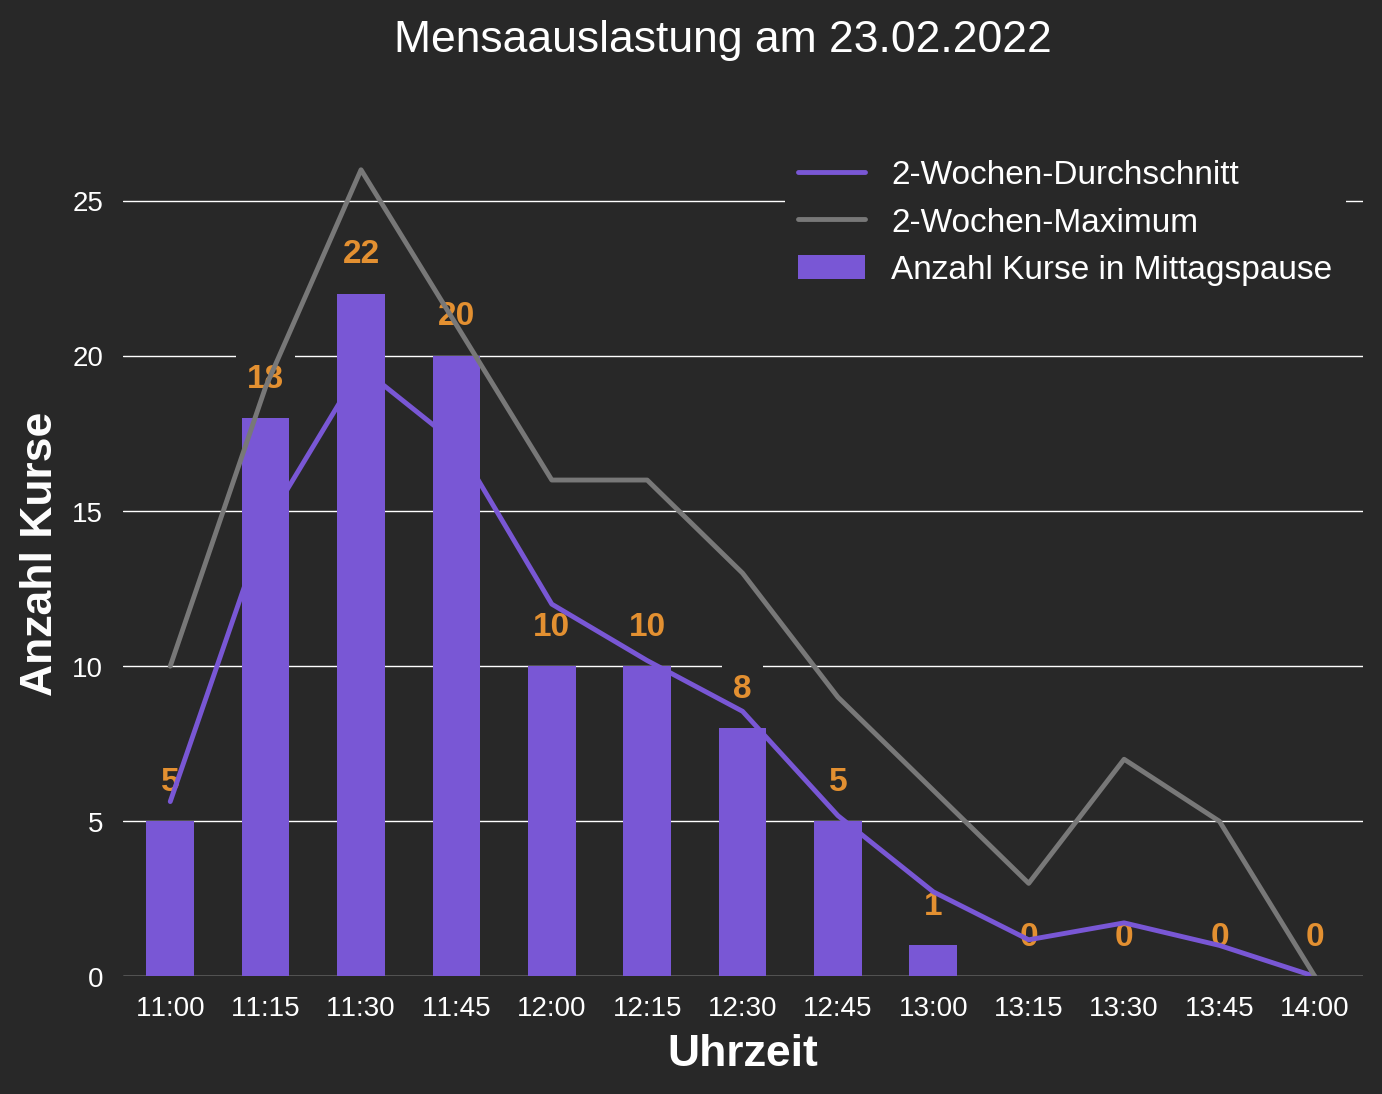 Mensaauslastung am 23.02.2022
2-Wochen-Durchschnitt
2-Wochen-Maximum
Anzahl Kurse in Mittagspause
Anzahl Kurse
25
20
15
10
5
0
5
18
22
20
10
10
8
5
1
0
0
0
0
11:00 11:15 11:30 11:45 12:00 12:15 12:30 12:45 13:00 13:15 13:30 13:45 14:00
Uhrzeit